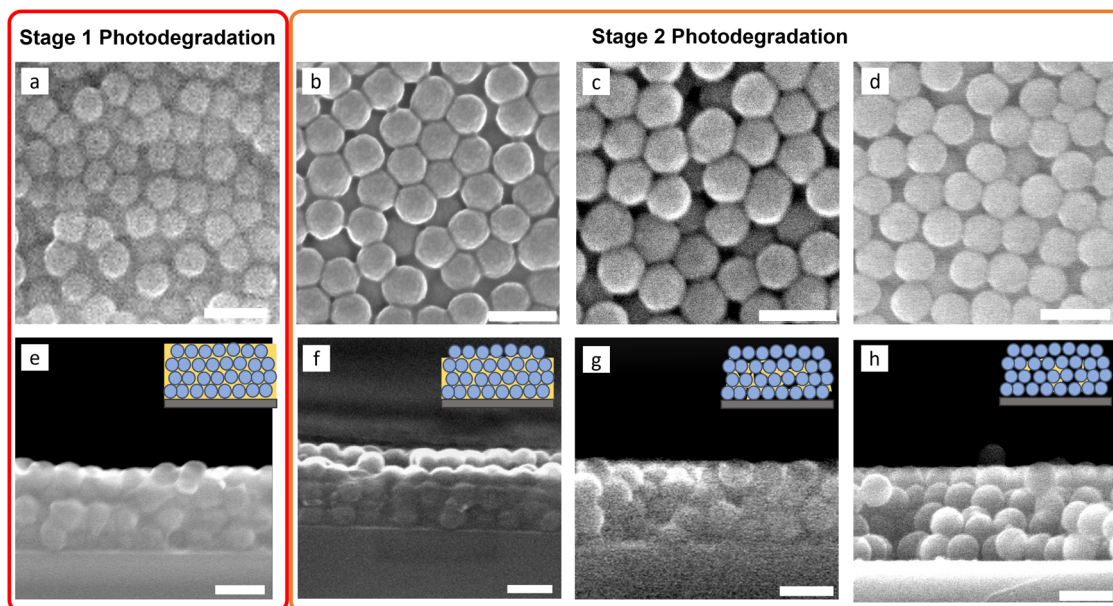 Stage 1 Photodegradation
Stage 2 Photodegradation
a
b
c
d
e
f
g
h